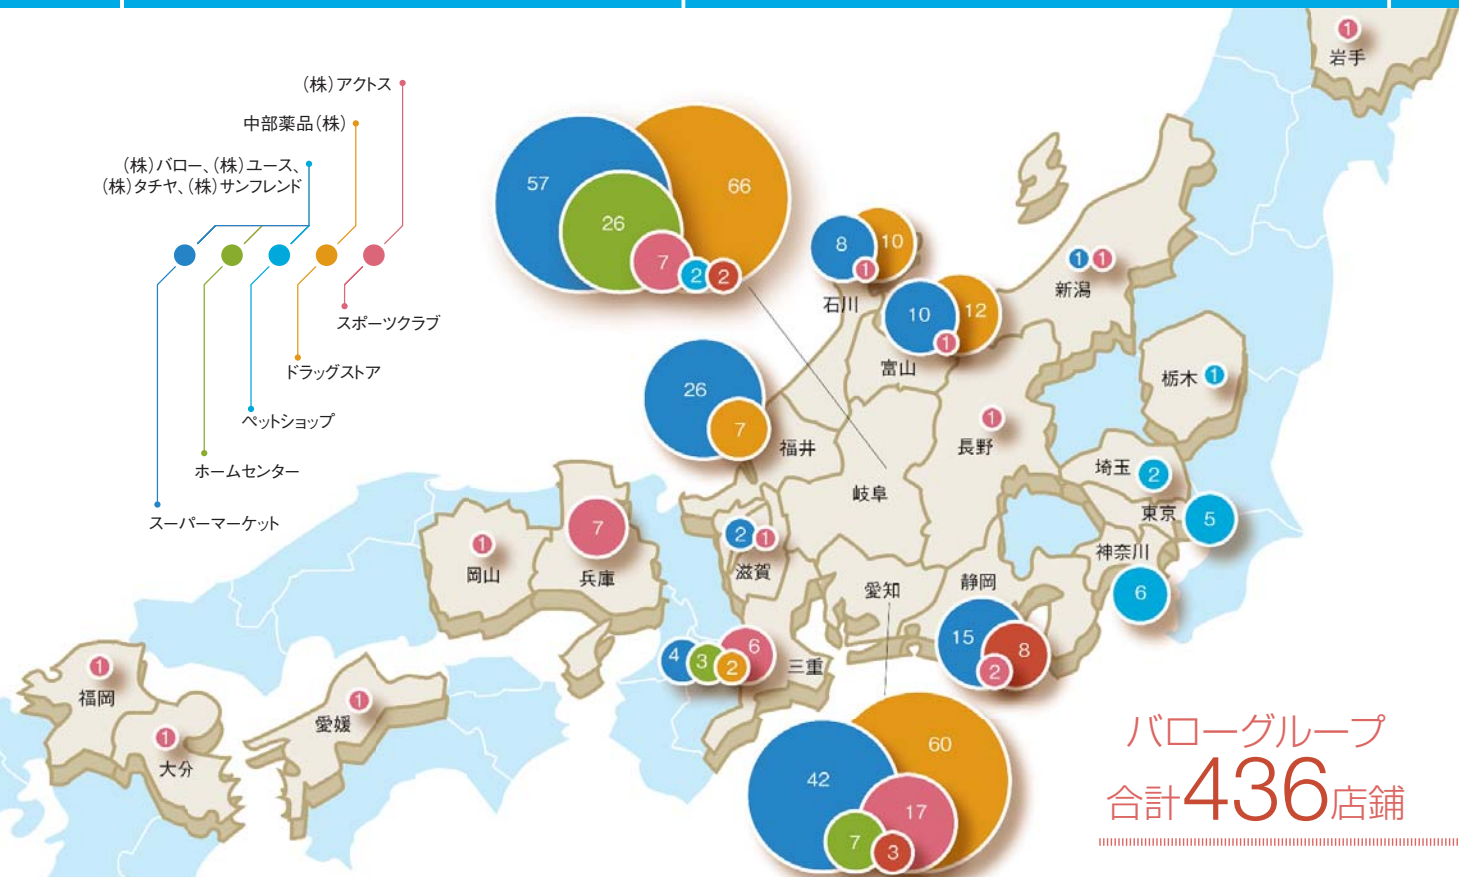 (株)アクトス
中部薬品(株)
(株)バロー、(株)ユース、
(株)タチヤ、(株)サンフレンド
スポーツクラブ
ドラッグストア
ペットショップ
ホームセンター
スーパーマーケット
1
岩手
57
26
66
7
2
2
8
10
1
石川
10
12
1
富山
1
1
新潟
1
栃木
26
7
福井
1
長野
岐阜
埼玉
2
東京
5
神奈川
6
2
1
滋賀
7
兵庫
1
岡山
愛知
静岡
15
8
2
4
3
2
6
三重
1
福岡
1
愛媛
1
大分
42
60
17
7
3
バローグループ
合計436店舗